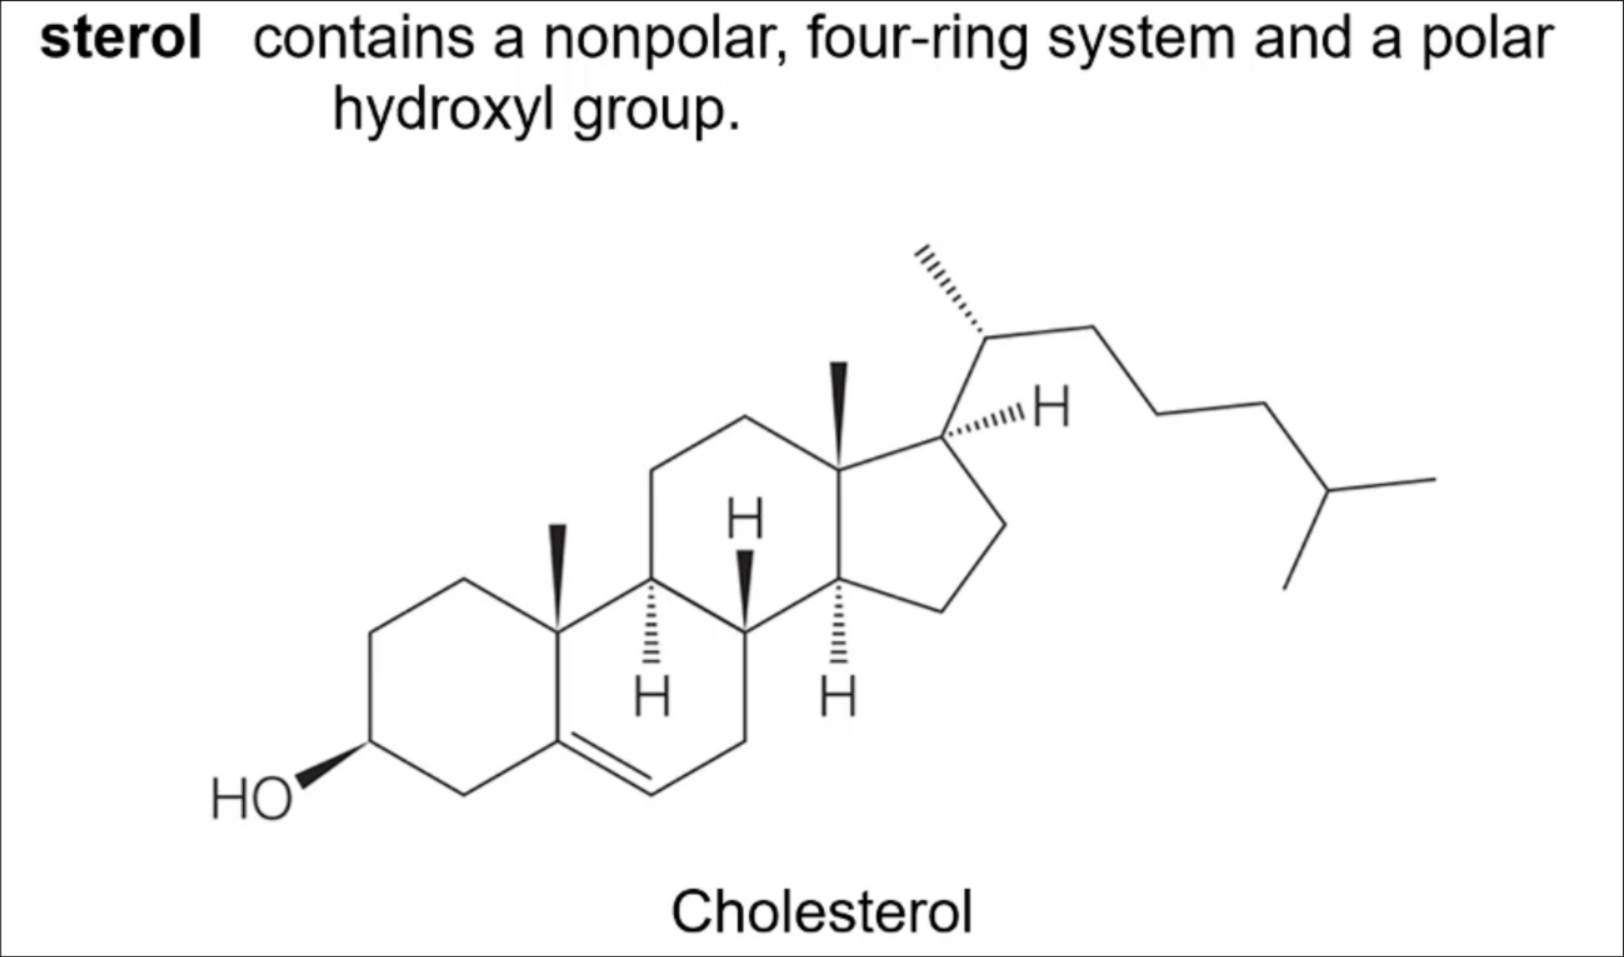 sterol contains a nonpolar, four-ring system and a polar
hydroxyl group.
H
H
H
H
HO
Cholesterol